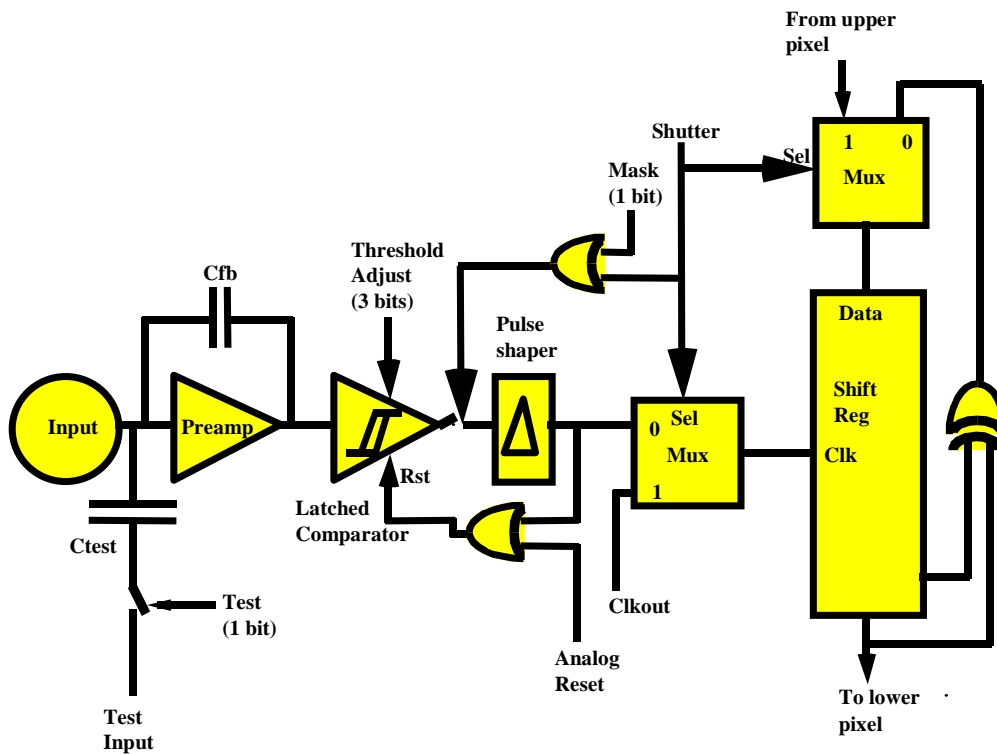 From upper
pixel
Shutter
Sel
1 0
Mux
Mask
(1 bit)
Threshold
Adjust
(3 bits)
Cfb
Pulse
shaper
Data
Shift
Reg
Clk
Input
Preamp
Rst
0 Sel
Mux
1
Latched
Comparator
Ctest
Test
(1 bit)
Clkout
Analog
Reset
To lower
pixel
Test
Input